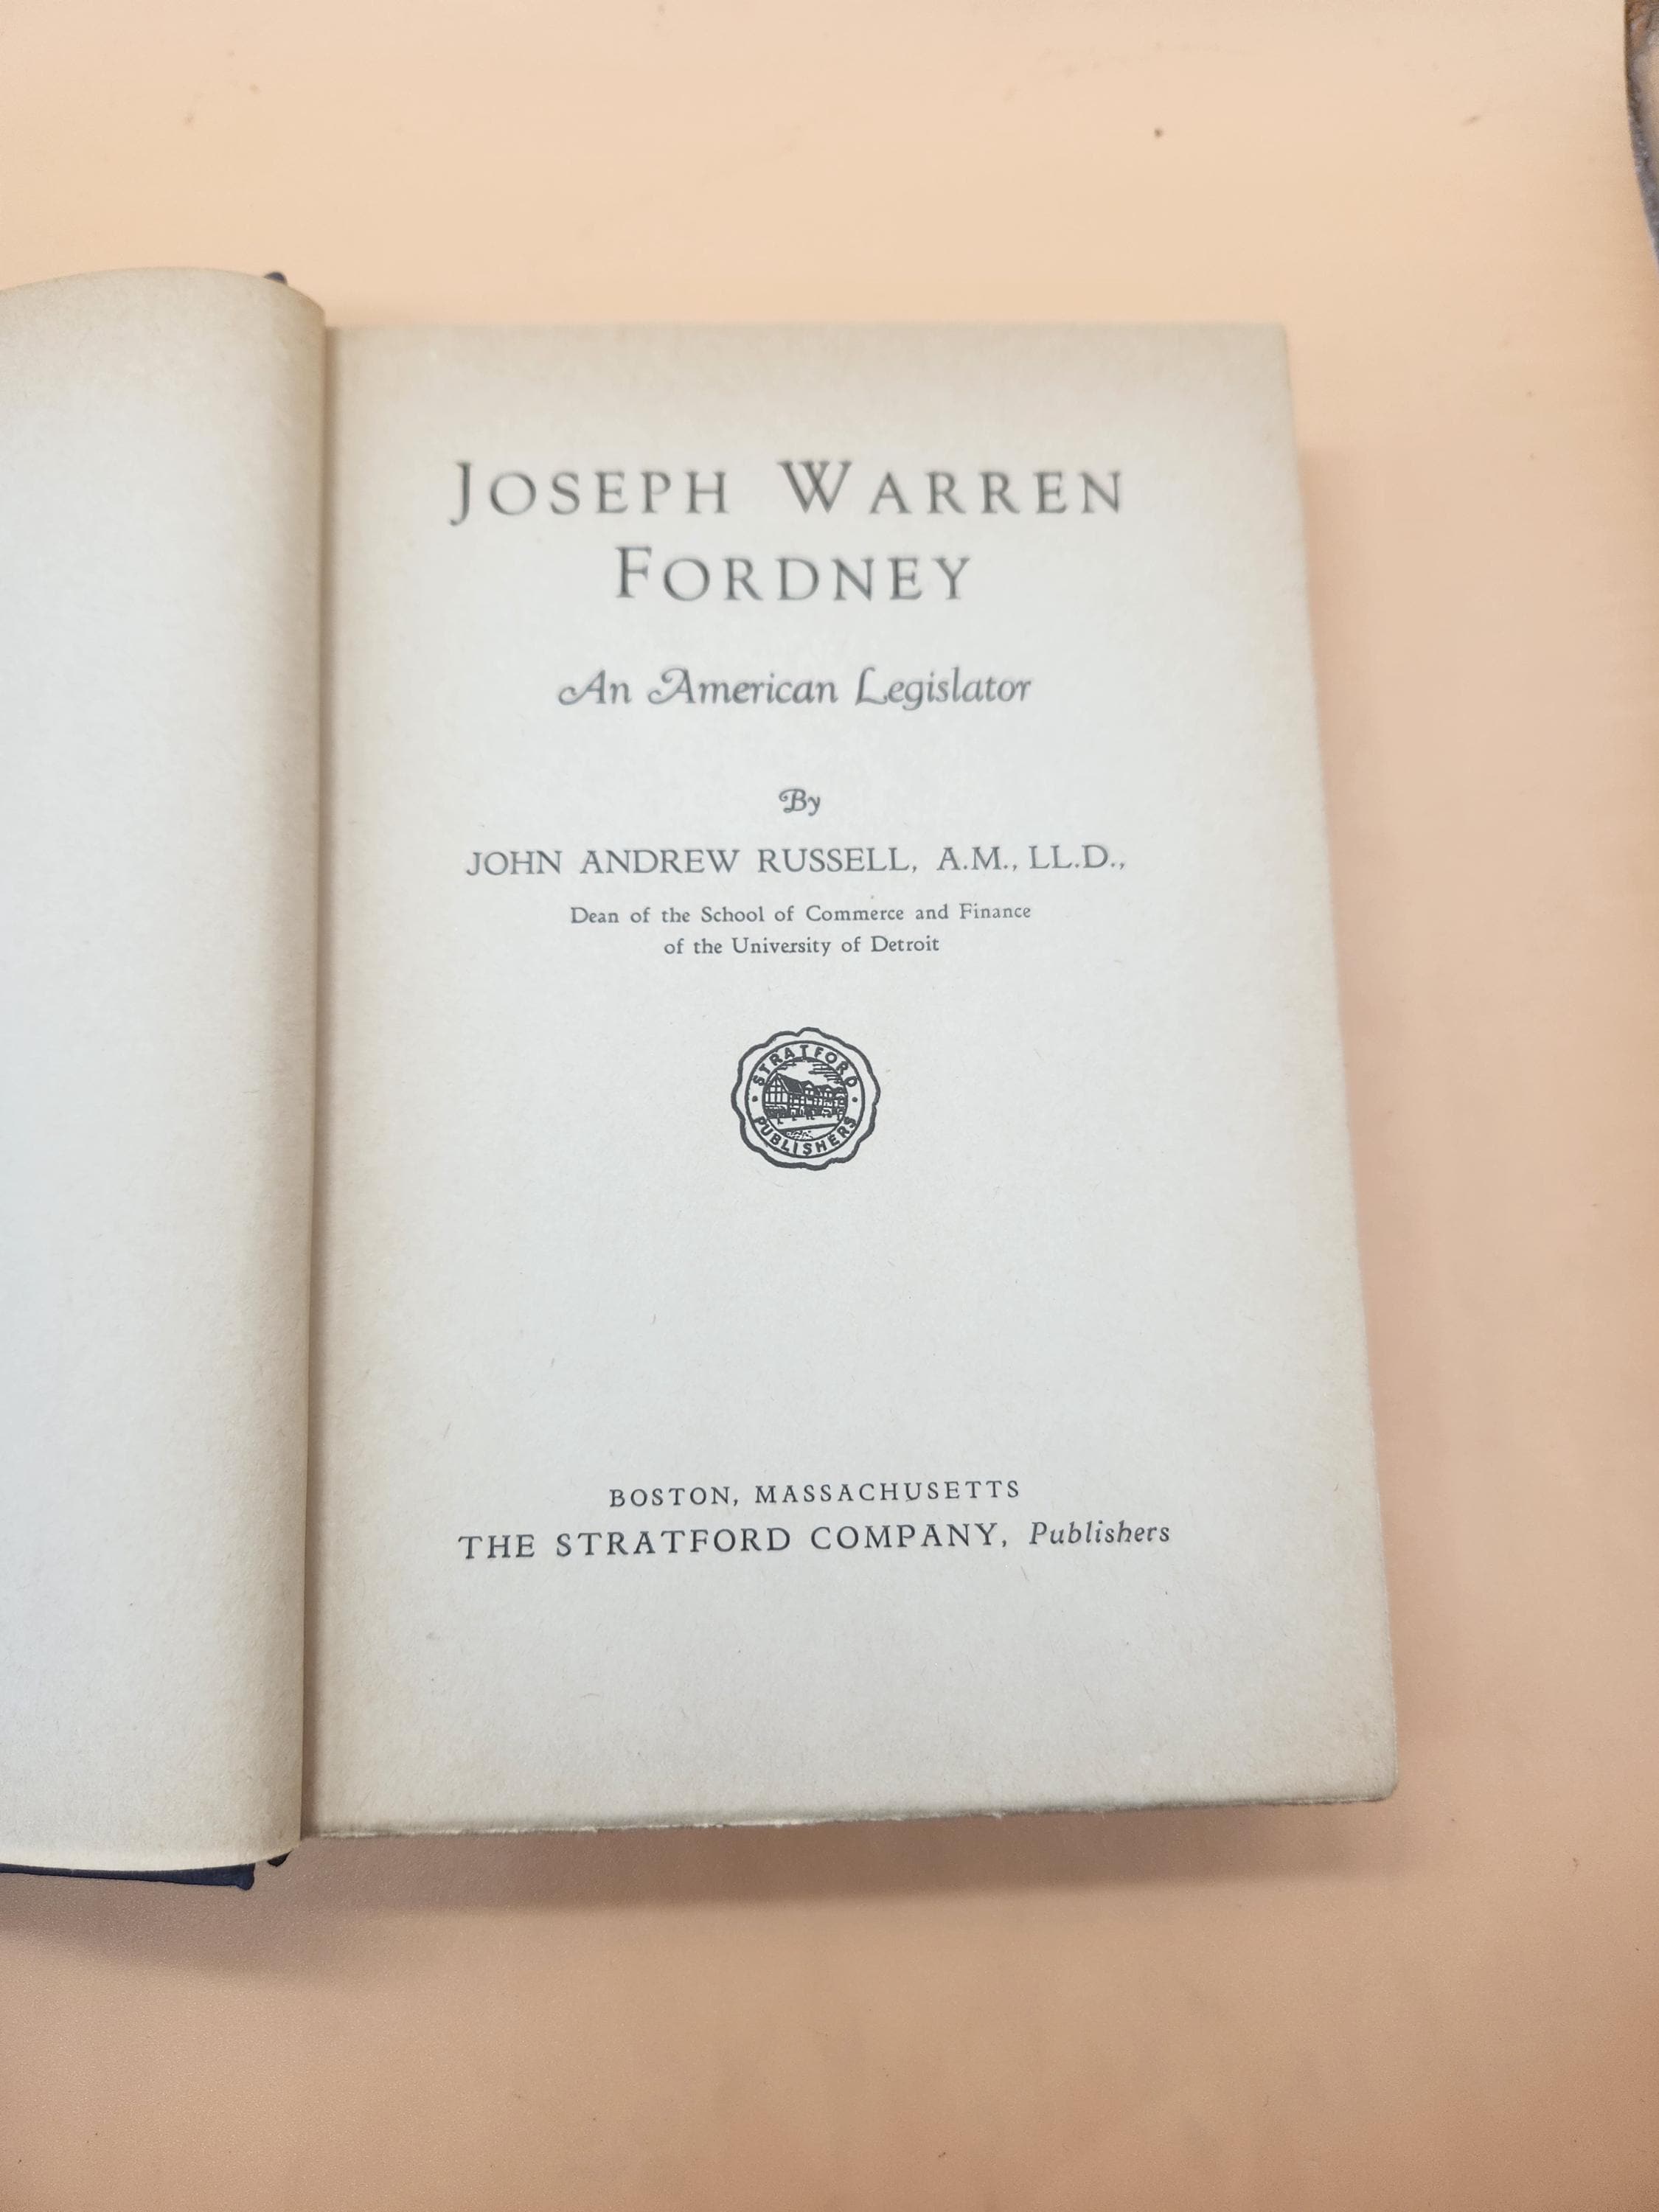 JOSEPH WARREN
FORDNEY
An American Legislator
By
JOHN ANDREW RUSSELL, A.M., LL.D.,
Dean of the School of Commerce and Finance
of the University of Detroit
STRATFORD
PUBLISHERS
BOSTON, MASSACHUSETTS
THE STRATFORD COMPANY, Publishers